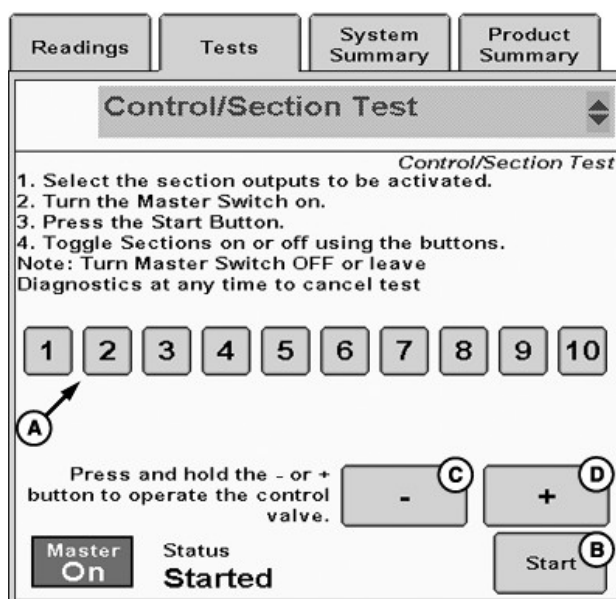 Readings
Tests
System
Summary
Product
Summary
Control/Section Test
Control/Section Test
1. Select the section outputs to be activated.
2. Turn the Master Switch on.
3. Press the Start Button.
4. Toggle Sections on or off using the buttons.
Note: Turn Master Switch OFF or leave
Diagnostics at any time to cancel test
1 2 3 4 5 6 7 8 9 10
A
Press and hold the - or +
button to operate the control
valve.
- C
+ D
Master
On
Status
Started
Start B